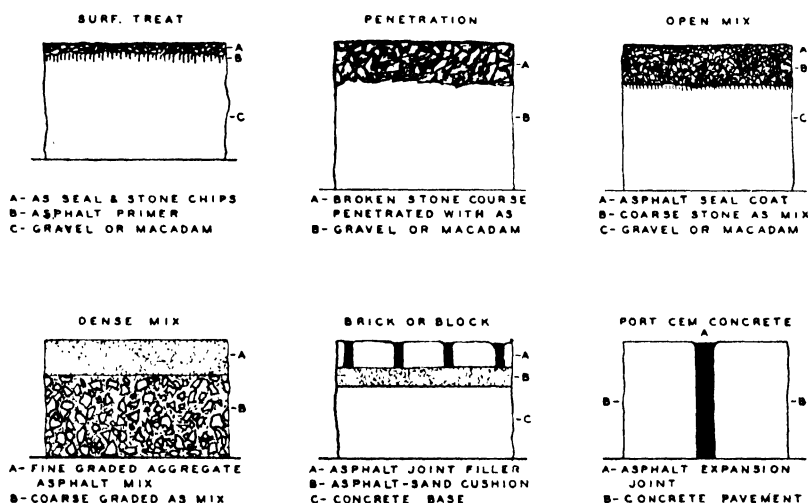 SURF. TREAT
A
B
C
A- AS SEAL & STONE CHIPS
B- ASPHALT PRIMER
C- GRAVEL OR MACADAM
PENETRATION
A
B
A- BROKEN STONE COURSE
PENETRATED WITH AS
B- GRAVEL OR MACADAM
OPEN MIX
A
B
C
A- ASPHALT SEAL COAT
B- COARSE STONE AS MIX
C- GRAVEL OR MACADAM
DENSE MIX
A
B
A- FINE GRADED AGGREGATE
ASPHALT MIX
B- COARSE GRADED AS MIX
BRICK OR BLOCK
A
B
C
A- ASPHALT JOINT FILLER
B- ASPHALT-SAND CUSHION
C- CONCRETE BASE
PORT CEM CONCRETE
A
B
B
A- ASPHALT EXPANSION
JOINT
B- CONCRETE PAVEMENT